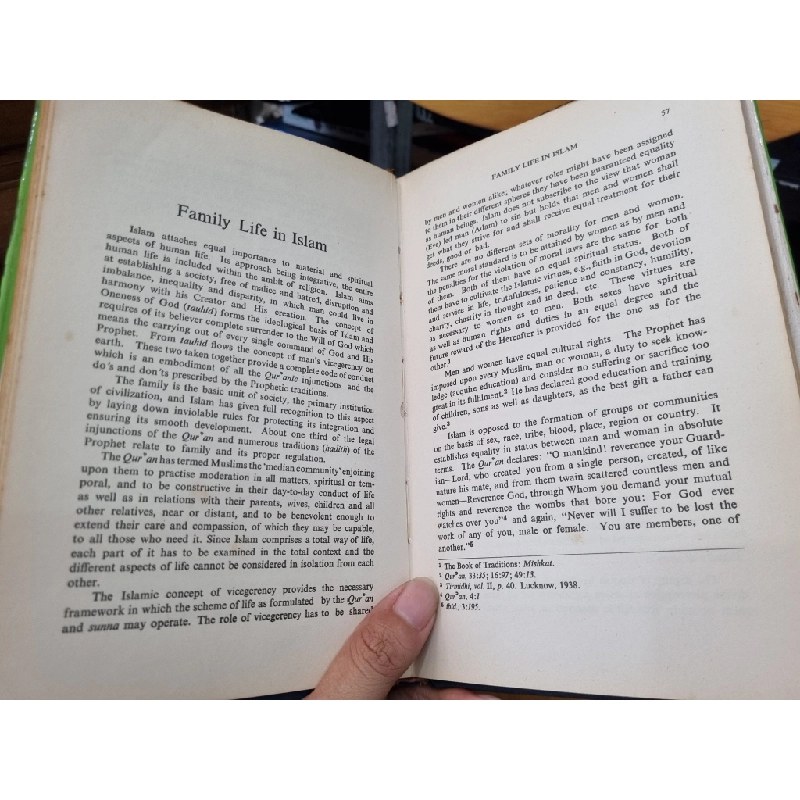 Family Life in Islam
Islam attaches equal importance to material and spiritual
aspects of human life. Its approach being integrative, the entire
human life is included within the ambit of religion. Islam aims
at establishing a society, free of malice and hatred, disruption and
imbalance, inequality and disparity, in which man could live in
harmony with his Creator and His creation. The concept of
Oneness of God (tauhid) forms the ideological basis of Islam and
requires of its believer complete surrender to the Will of God which
means the carrying out of every single command of God and His
Prophet. From tauhid flows the concept of man's vicegerency on
earth. These two taken together provide a complete code of conduct
which is an embodiment of all the Qur'anic injunctions and the
do's and don'ts prescribed by the Prophetic traditions.
The family is the basic unit of society, the primary institution
of civilization, and Islam has given full recognition to this aspect
by laying down inviolable rules for protecting its integration and
ensuring its smooth development. About one third of the legal
injunctions of the Qur'an and numerous traditions (aadith) of the
Prophet relate to family and its proper regulation.
The Qur'an has termed Muslims the 'median community' enjoining
upon them to practise moderation in all matters, spiritual or tem-
poral, and to be constructive in their day-to-day conduct of life
as well as in relations with their parents, wives, children and all
other relatives, near or distant, and to be benevolent enough to
extend their care and compassion, of which they may be capable,
to all those who need it. Since Islam comprises a total way of life,
each part of it has to be examined in the total context and the
different aspects of life cannot be considered in isolation from each
other.
The Islamic concept of vicegerency provides the necessary
framework in which the scheme of life as formulated by the Qur'an
and sunna may operate. The role of vicegerency has to be shared
57
FAMILY LIFE IN ISLAM
by men and women alike; whatever roles might have been assigned
to them in their different spheres they have been guaranteed equality
as human beings. Islam does not subscribe to the view that woman
(Eve) led man (Adam) to sin but holds that men and women shall
get what they strive for and shall receive equal treatment for their
deeds, good or bad.
There are no different sets of morality for men and women.
The same moral standard is to be attained by women as by men and
the penalties for the violation of moral laws are the same for both
of them. Both of them have an equal spiritual status. Both of
them have to cultivate the Islamic virtues, e.g., faith in God, devotion
and service in life, truthfulness, patience and constancy, humility,
charity, chastity in thought and in deed, etc. These virtues are
as necessary to women as to men. Both sexes have spiritual
as well as human rights and duties in an equal degree and the
future reward of the Hereafter is provided for the one as for the
other.
Men and women have equal cultural rights. The Prophet has
imposed upon every Muslim, man or woman, a duty to seek know-
ledge (i.e. the education) and consider no suffering or sacrifice too
great in its fulfilment.² He has declared good education and training
of children, sons as well as daughters, as the best gift a father can
give.³
Islam is opposed to the formation of groups or communities
on the basis of sex, race, tribe, blood, place, region or country. It
establishes equality in status between man and woman in absolute
terms. The Qur'an declares: "O mankind! reverence your Guard-
ian-Lord, who created you from a single person, created, of like
nature his mate, and from them twain scattered countless men and
women—Reverence God, through Whom you demand your mutual
rights and reverence the wombs that bore you: For God ever
watches over you"⁴ and again, "Never will I suffer to be lost the
work of any of you, male or female. You are members, one of
another."⁵
The Book of Traditions: Mishkat.
² Qur'an, 33:35; 16:97; 49:13.
³ Tirmidhi, vol. II, p. 40. Lucknow, 1938.
⁴ Qur'an, 4:1
⁵ Ibid., 3:195.